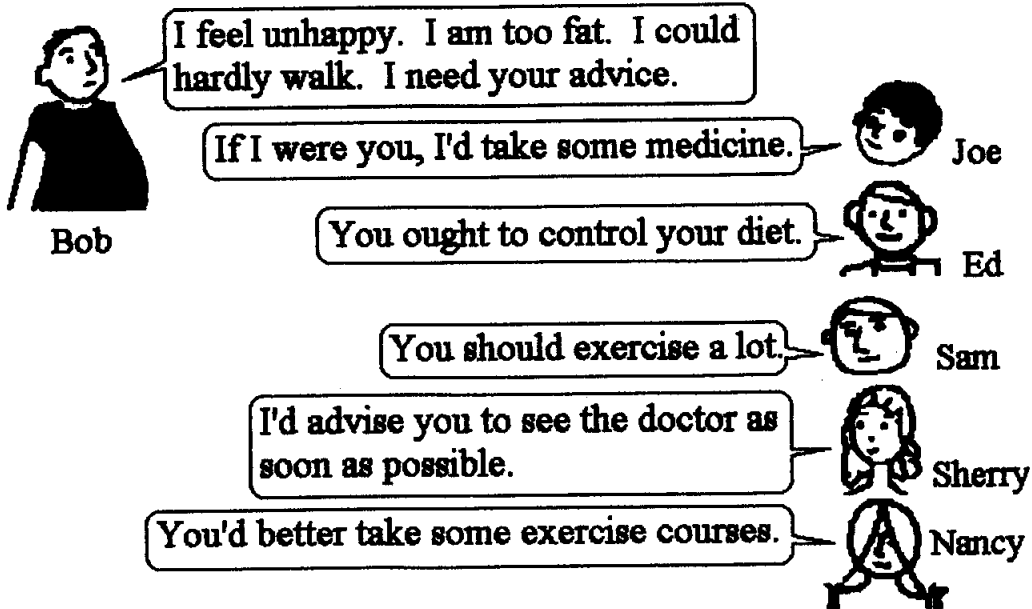 I feel unhappy. I am too fat. I could
hardly walk. I need your advice.
Bob
If I were you, I'd take some medicine.
Joe
You ought to control your diet.
Ed
You should exercise a lot.
Sam
I'd advise you to see the doctor as
soon as possible.
Sherry
You'd better take some exercise courses.
Nancy